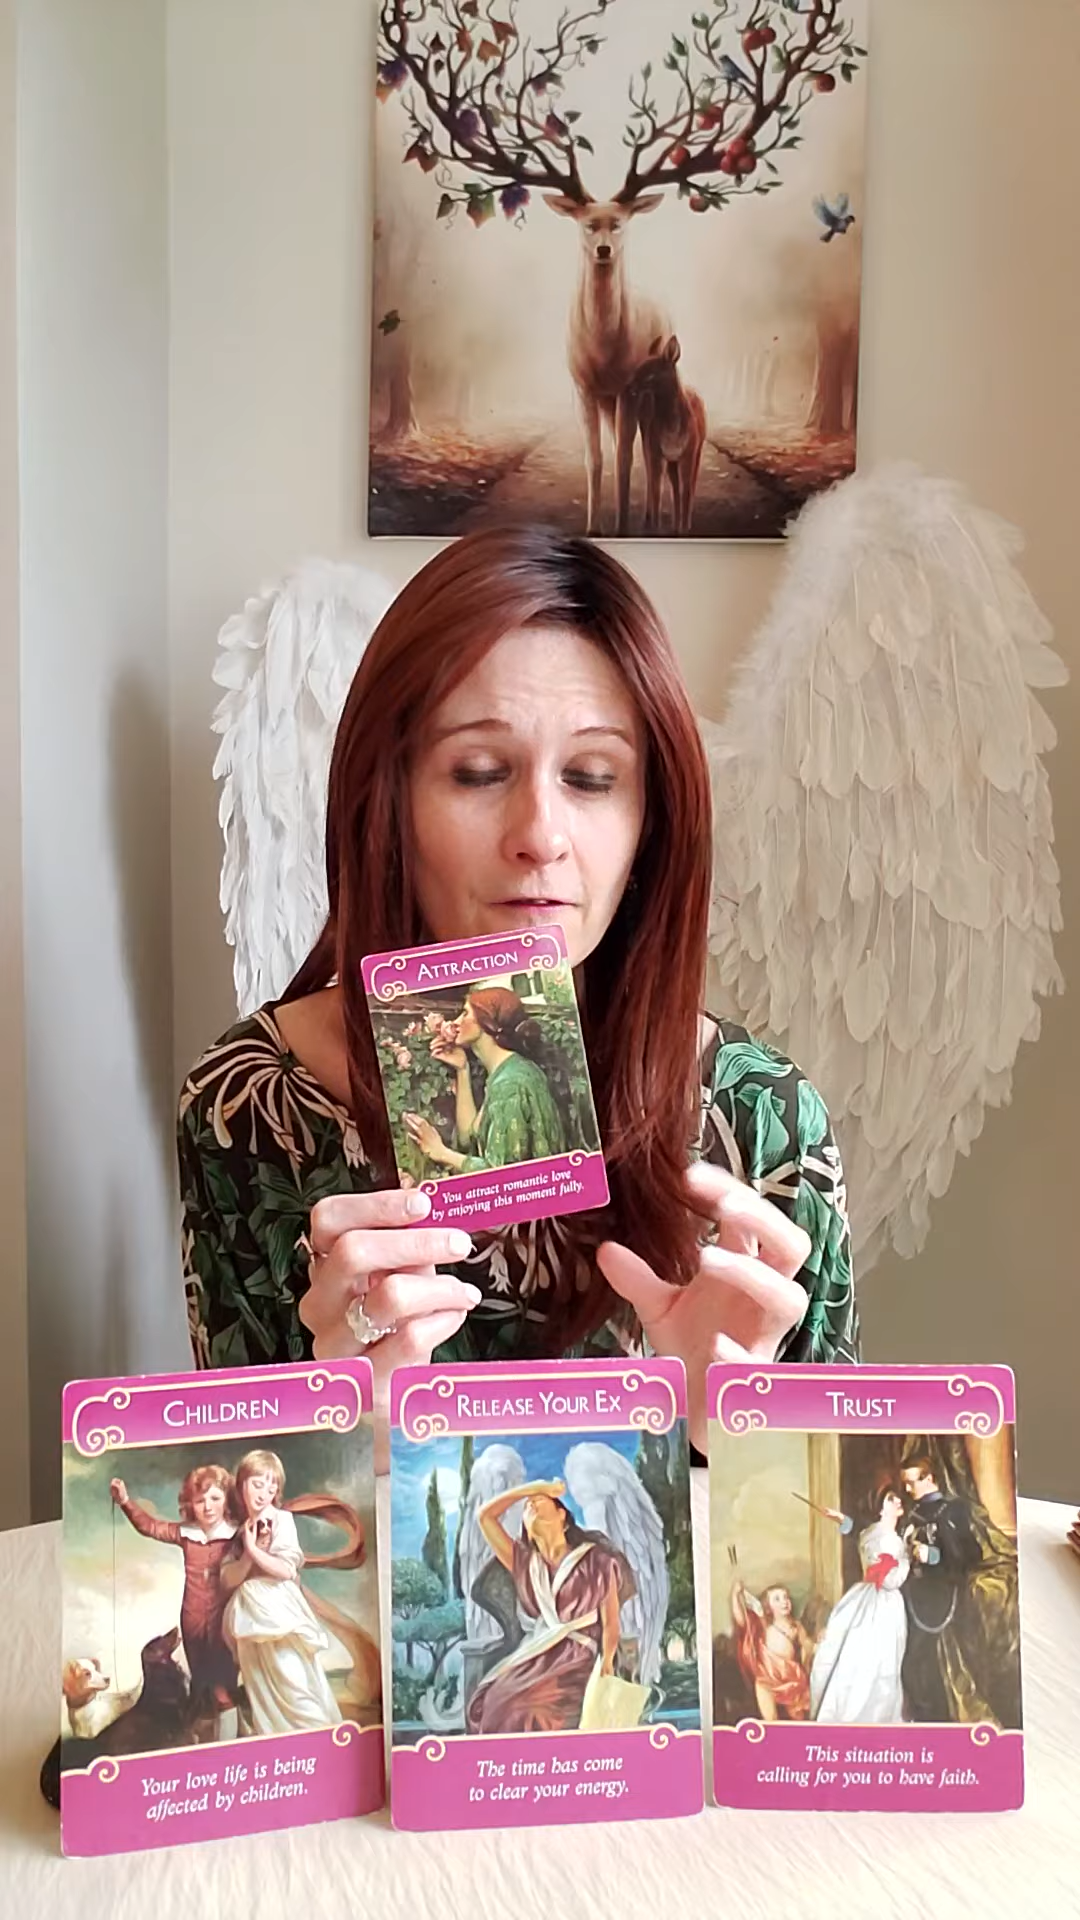 ATTRACTION
You attract romantic love
by enjoying this moment fully.
CHILDREN
Your love life is being
affected by children.
RELEASE YOUR EX
The time has come
to clear your energy.
TRUST
This situation is
calling for you to have faith.